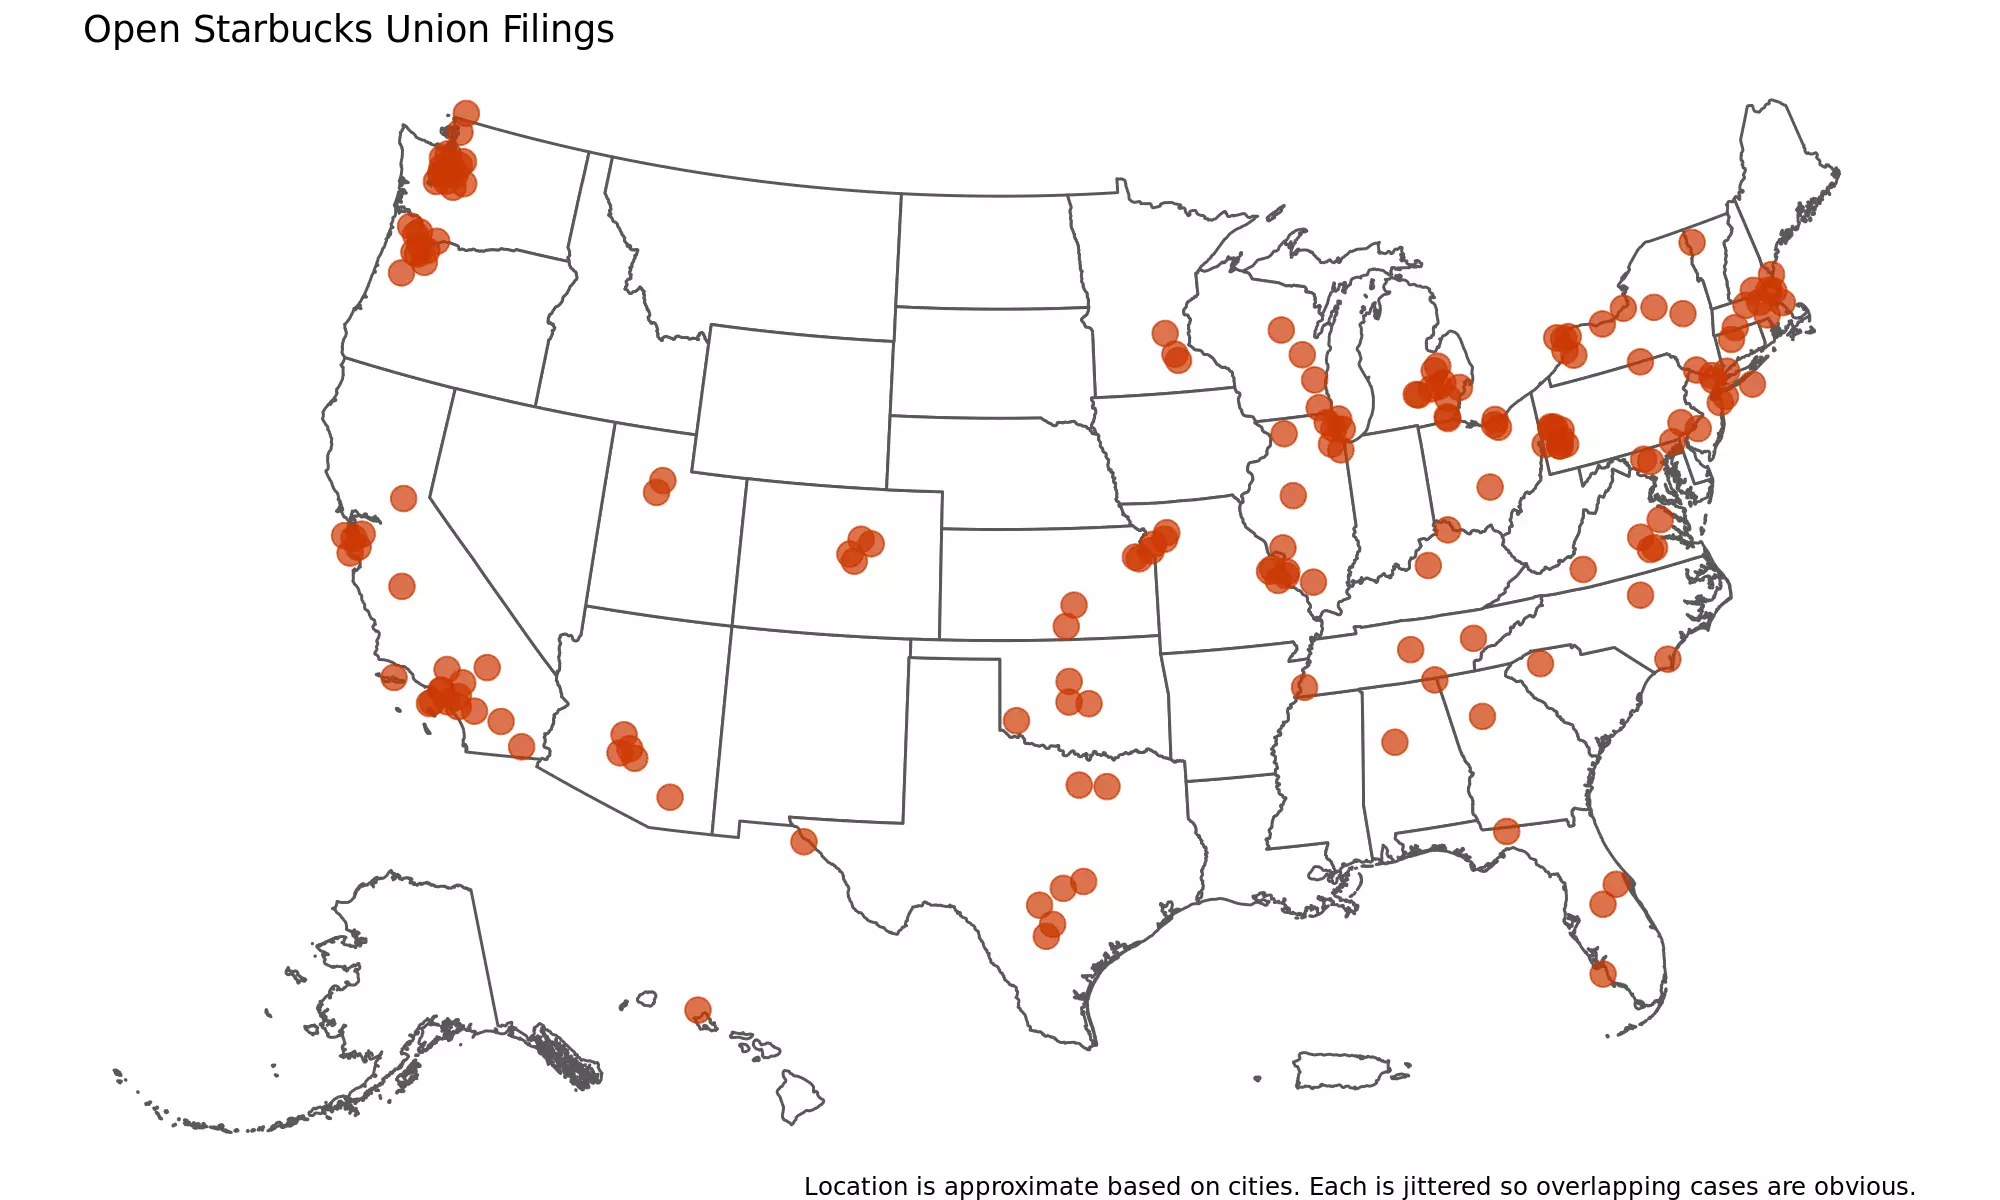 Open Starbucks Union Filings
Location is approximate based on cities. Each is jittered so overlapping cases are obvious.